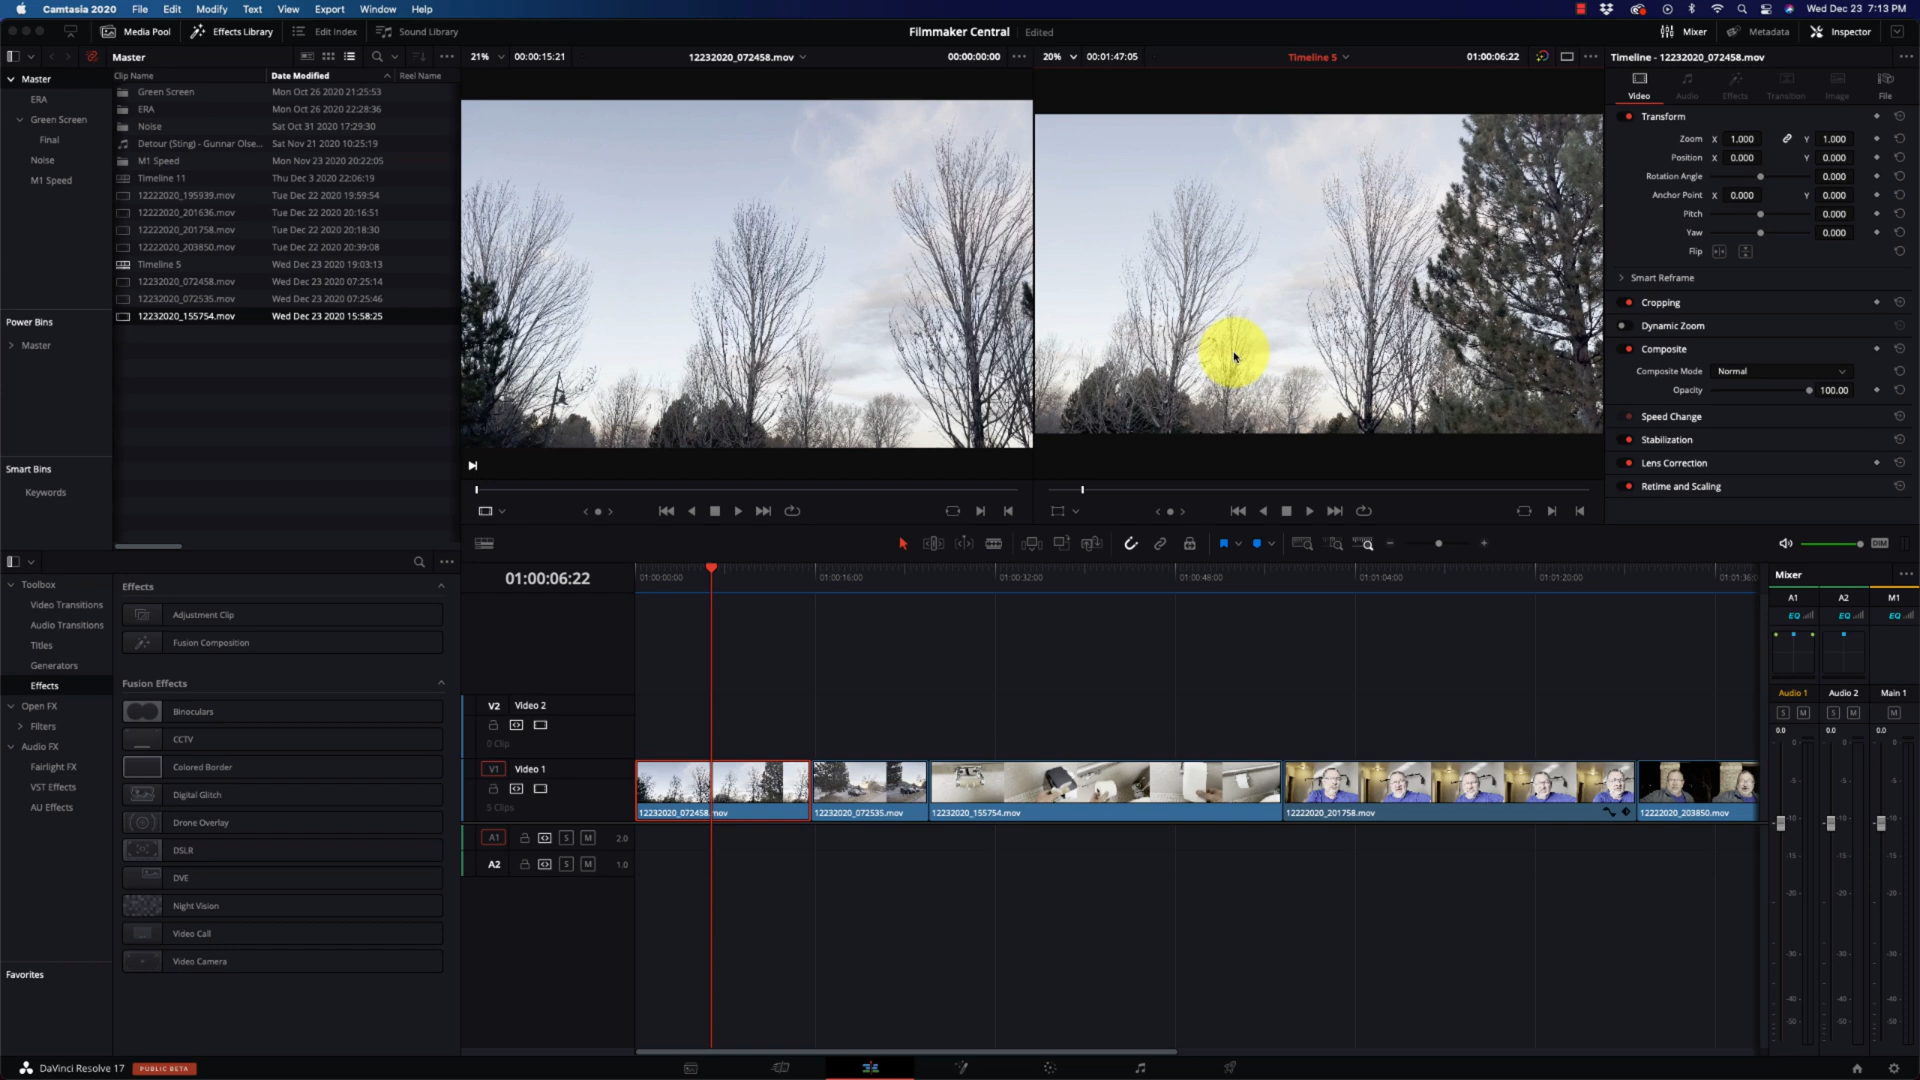 Camtasia 2020 File Edit Modify Text View Export Window Help Wed Dec 23 7:13 PM
Media Pool Effects Library Edit Index Sound Library Filmmaker Central Edited Mixer Metadata Inspector
Master 21% 00:00:15:21 12232020_072458.mov 00:00:00:00 20% 00:01:47:05 Timeline 5 01:00:06:22 Timeline - 12232020_072458.mov
Master
ERA
Green Screen
Final
Noise
M1 Speed
Power Bins
Master
Smart Bins
Keywords
Clip Name Date Modified Reel Name
Green Screen Mon Oct 26 2020 21:25:53
ERA Mon Oct 26 2020 22:28:36
Noise Sat Oct 31 2020 17:29:30
Detour (Sting) - Gunnar Olse... Sat Nov 21 2020 10:25:19
M1 Speed Mon Nov 23 2020 20:22:05
Timeline 11 Thu Dec 3 2020 22:06:19
12222020_195939.mov Tue Dec 22 2020 19:59:54
12222020_201636.mov Tue Dec 22 2020 20:16:51
12222020_201758.mov Tue Dec 22 2020 20:18:30
12222020_203850.mov Tue Dec 22 2020 20:39:08
Timeline 5 Wed Dec 23 2020 19:03:13
12232020_072458.mov Wed Dec 23 2020 07:25:14
12232020_072535.mov Wed Dec 23 2020 07:25:46
12232020_155754.mov Wed Dec 23 2020 15:58:25
Video Audio Effects Transition Image File
Transform
Zoom X 1.000 Y 1.000
Position X 0.000 Y 0.000
Rotation Angle 0.000
Anchor Point X 0.000 Y 0.000
Pitch 0.000
Yaw 0.000
Flip
Smart Reframe
Cropping
Dynamic Zoom
Composite
Composite Mode Normal
Opacity 100.00
Speed Change
Stabilization
Lens Correction
Retime and Scaling
Toolbox
Video Transitions
Audio Transitions
Titles
Generators
Effects
Open FX
Filters
Audio FX
Fairlight FX
VST Effects
AU Effects
Favorites
Effects
Adjustment Clip
Fusion Composition
Fusion Effects
Binoculars
CCTV
Colored Border
Digital Glitch
Drone Overlay
DSLR
DVE
Night Vision
Video Call
Video Camera
DIM
01:00:06:22 01:00:00:00 01:00:16:00 01:00:32:00 01:00:48:00 01:01:04:00 01:01:20:00 01:01:36:0
V2 Video 2
0 Clip
V1 Video 1
5 Clips
12232020_072458.mov 12232020_072535.mov 12232020_155754.mov 12222020_201758.mov 12222020_203850.mov
A1 S M 2.0
A2 S M 1.0
Mixer
A1 A2 M1
EQ EQ EQ
Audio 1 Audio 2 Main 1
S M S M M
0.0 0.0 0.0
DaVinci Resolve 17 PUBLIC BETA